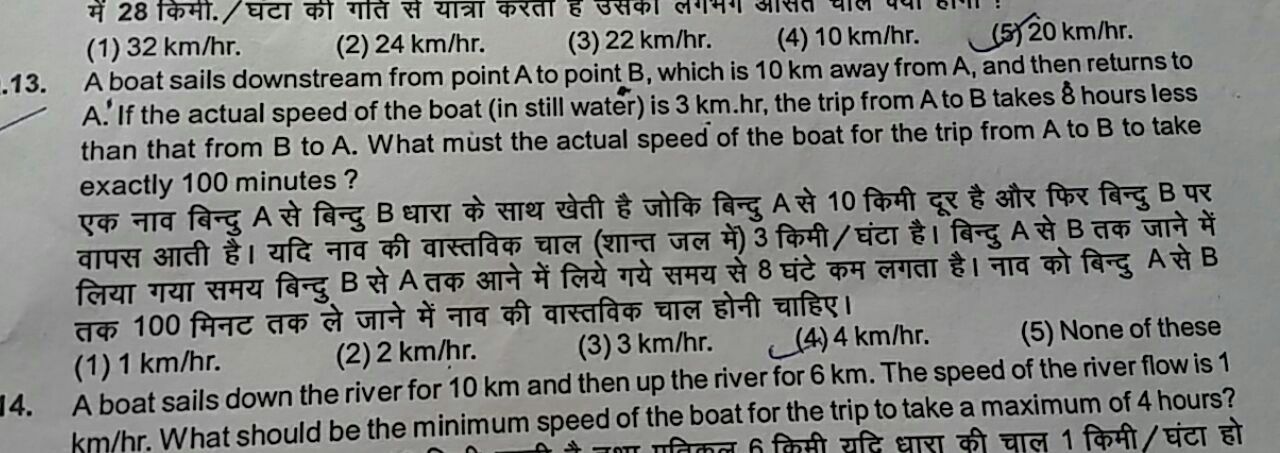 में 28 किमी./घंटा की गति से यात्रा करता है उसकी लगभग औसत चाल क्या होगी ?
(1) 32 km/hr. (2) 24 km/hr. (3) 22 km/hr. (4) 10 km/hr. (5) 20 km/hr.
.13. A boat sails downstream from point A to point B, which is 10 km away from A, and then returns to
A. If the actual speed of the boat (in still water) is 3 km.hr, the trip from A to B takes 8 hours less
than that from B to A. What must the actual speed of the boat for the trip from A to B to take
exactly 100 minutes ?
एक नाव बिन्दु A से बिन्दु B धारा के साथ खेती है जोकि बिन्दु A से 10 किमी दूर है और फिर बिन्दु B पर
वापस आती है। यदि नाव की वास्तविक चाल (शान्त जल में) 3 किमी/घंटा है। बिन्दु A से B तक जाने में
लिया गया समय बिन्दु B से A तक आने में लिये गये समय से 8 घंटे कम लगता है। नाव को बिन्दु A से B
तक 100 मिनट तक ले जाने में नाव की वास्तविक चाल होनी चाहिए।
(1) 1 km/hr. (2) 2 km/hr. (3) 3 km/hr. (4) 4 km/hr. (5) None of these
14. A boat sails down the river for 10 km and then up the river for 6 km. The speed of the river flow is 1
km/hr. What should be the minimum speed of the boat for the trip to take a maximum of 4 hours?
है तथा प्रतिकूल 6 किमी यदि धारा की चाल 1 किमी/घंटा हो